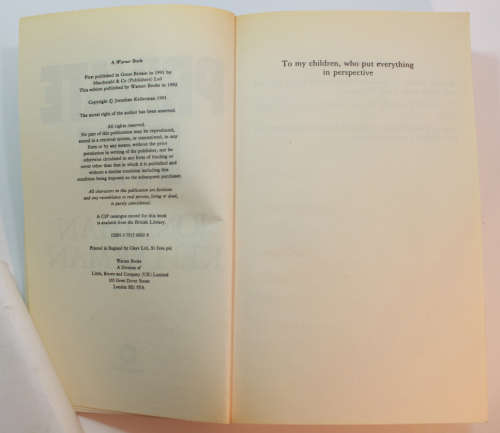 A Warner Book
First published in Great Britain in 1991 by
Macdonald & Co (Publishers) Ltd
This edition published by Warner Books in 1992
Copyright © Jonathan Kellerman 1991
The moral right of the author has been asserted.
All rights reserved.
No part of this publication may be reproduced,
stored in a retrieval system, or transmitted, in any
form or by any means, without the prior
permission in writing of the publisher, nor be
otherwise circulated in any form of binding or
cover other than that in which it is published and
without a similar condition including this
condition being imposed on the subsequent purchaser.
All characters in this publication are fictitious
and any resemblance to real persons, living or dead,
is purely coincidental.
A CIP catalogue record for this book
is available from the British Library.
ISBN
Printed in England by Clays Ltd, St Ives plc
Warner Books
A Division of
Little, Brown and Company (UK) Limited
165 Great Dover Street
London SE1 4YA
To my children, who put everything
in perspective